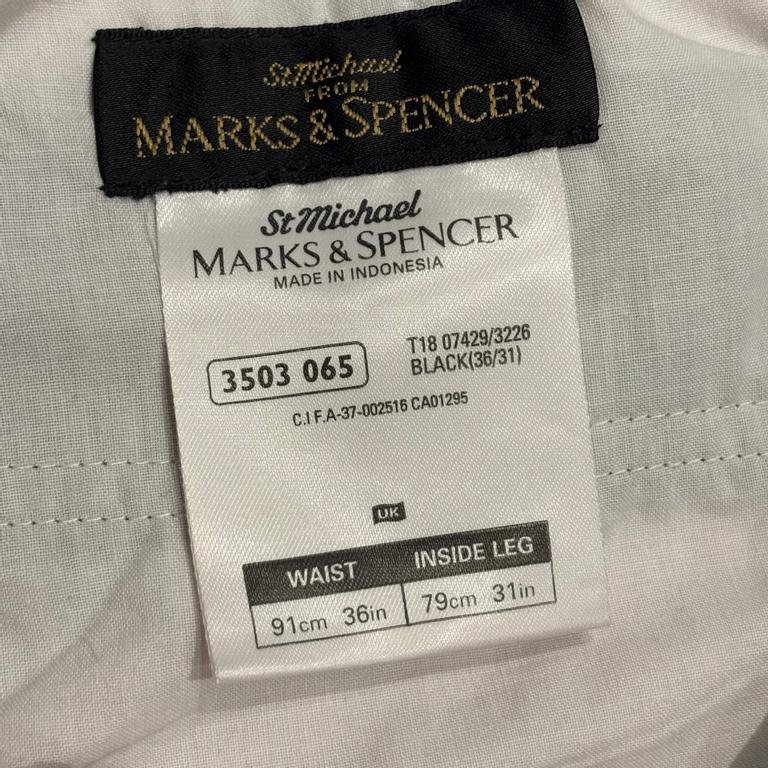 St Michael
FROM
MARKS & SPENCER
St Michael
MARKS & SPENCER
MADE IN INDONESIA
3503 065
T18 07429/3226
BLACK(36/31)
C.I F.A-37-002516 CA01295
UK
WAIST INSIDE LEG
91cm 36in 79cm 31in